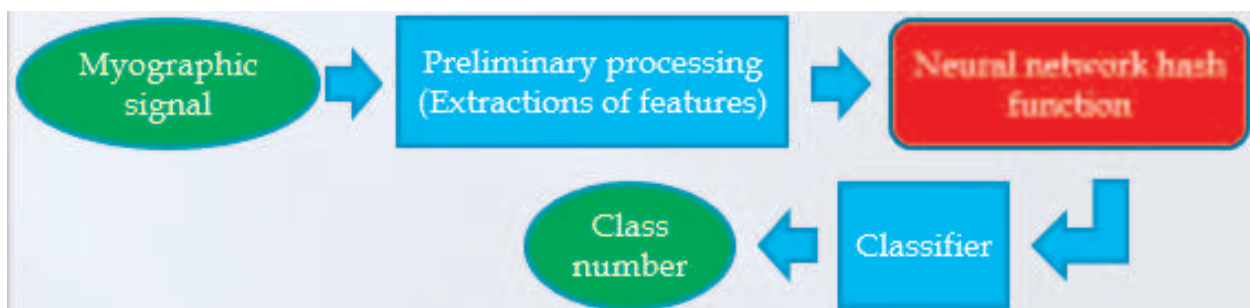 Myographic
signal
Preliminary processing
(Extractions of features)
Neural network hash
function
Classifier
Class
number